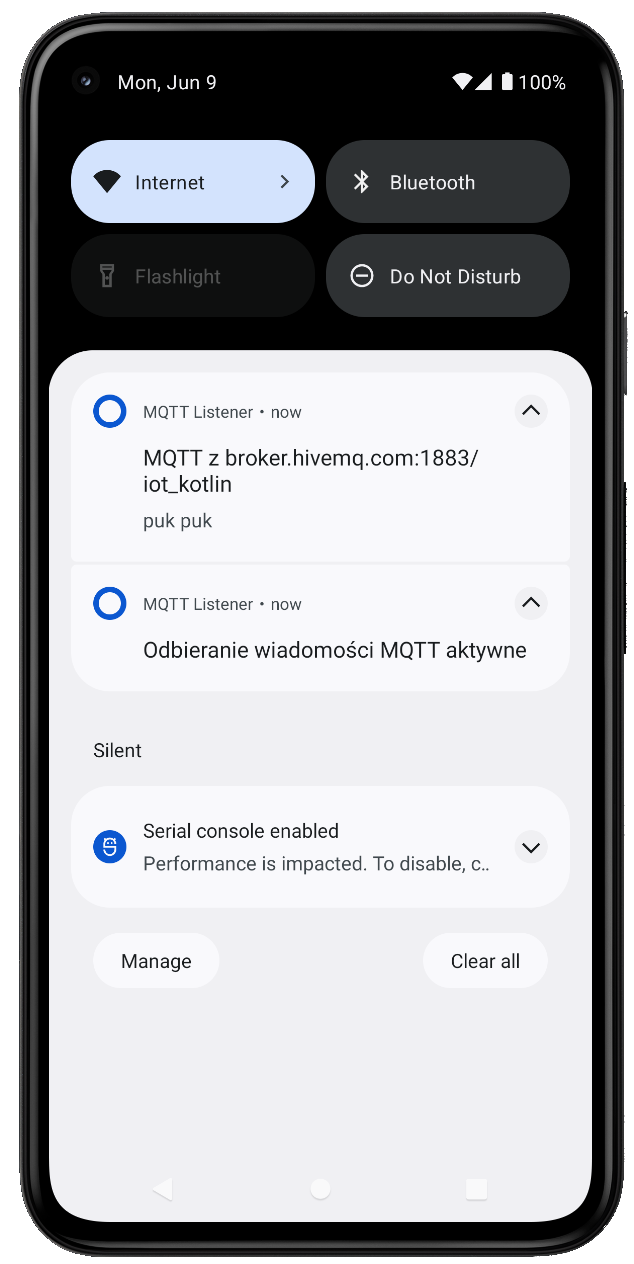 Mon, Jun 9
100%
Internet
Bluetooth
Flashlight
Do Not Disturb
MQTT Listener • now
MQTT z broker.hivemq.com:1883/
iot_kotlin
puk puk
MQTT Listener • now
Odbieranie wiadomości MQTT aktywne
Silent
Serial console enabled
Performance is impacted. To disable, c..
Manage
Clear all